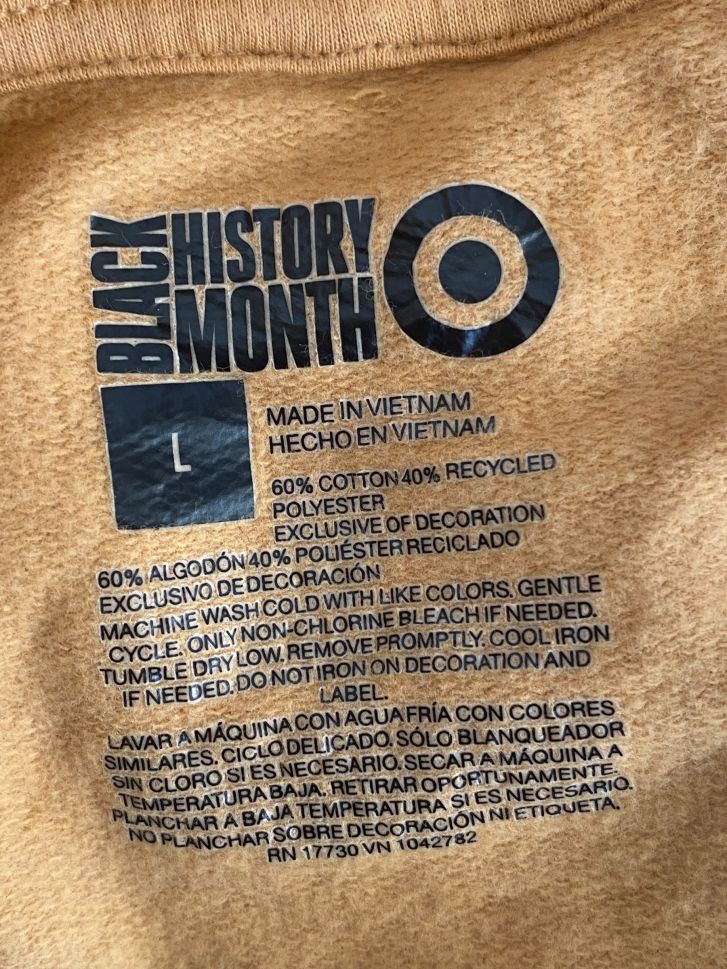 BLACK
HISTORY
MONTH
L
MADE IN VIETNAM
HECHO EN VIETNAM
60% COTTON 40% RECYCLED
POLYESTER
EXCLUSIVE OF DECORATION
60% ALGODÓN 40% POLIÉSTER RECICLADO
EXCLUSIVO DE DECORACIÓN
MACHINE WASH COLD WITH LIKE COLORS. GENTLE
CYCLE. ONLY NON-CHLORINE BLEACH IF NEEDED.
TUMBLE DRY LOW. REMOVE PROMPTLY. COOL IRON
IF NEEDED. DO NOT IRON ON DECORATION AND
LABEL.
LAVAR A MÁQUINA CON AGUA FRÍA CON COLORES
SIMILARES. CICLO DELICADO. SÓLO BLANQUEADOR
SIN CLORO SI ES NECESARIO. SECAR A MÁQUINA A
TEMPERATURA BAJA. RETIRAR OPORTUNAMENTE.
PLANCHAR A BAJA TEMPERATURA SI ES NECESARIO.
NO PLANCHAR SOBRE DECORACIÓN NI ETIQUETA.
RN 17730 VN 1042782